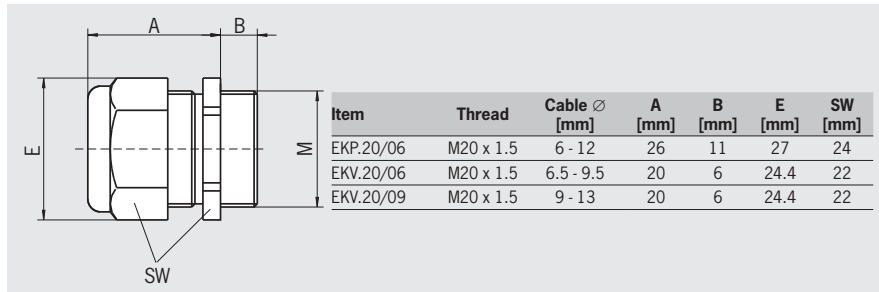 A B
E
M
SW
Item Thread Cable ∅ [mm] A [mm] B [mm] E [mm] SW [mm]
EKP.20/06 M20 x 1.5 6 - 12 26 11 27 24
EKV.20/06 M20 x 1.5 6.5 - 9.5 20 6 24.4 22
EKV.20/09 M20 x 1.5 9 - 13 20 6 24.4 22